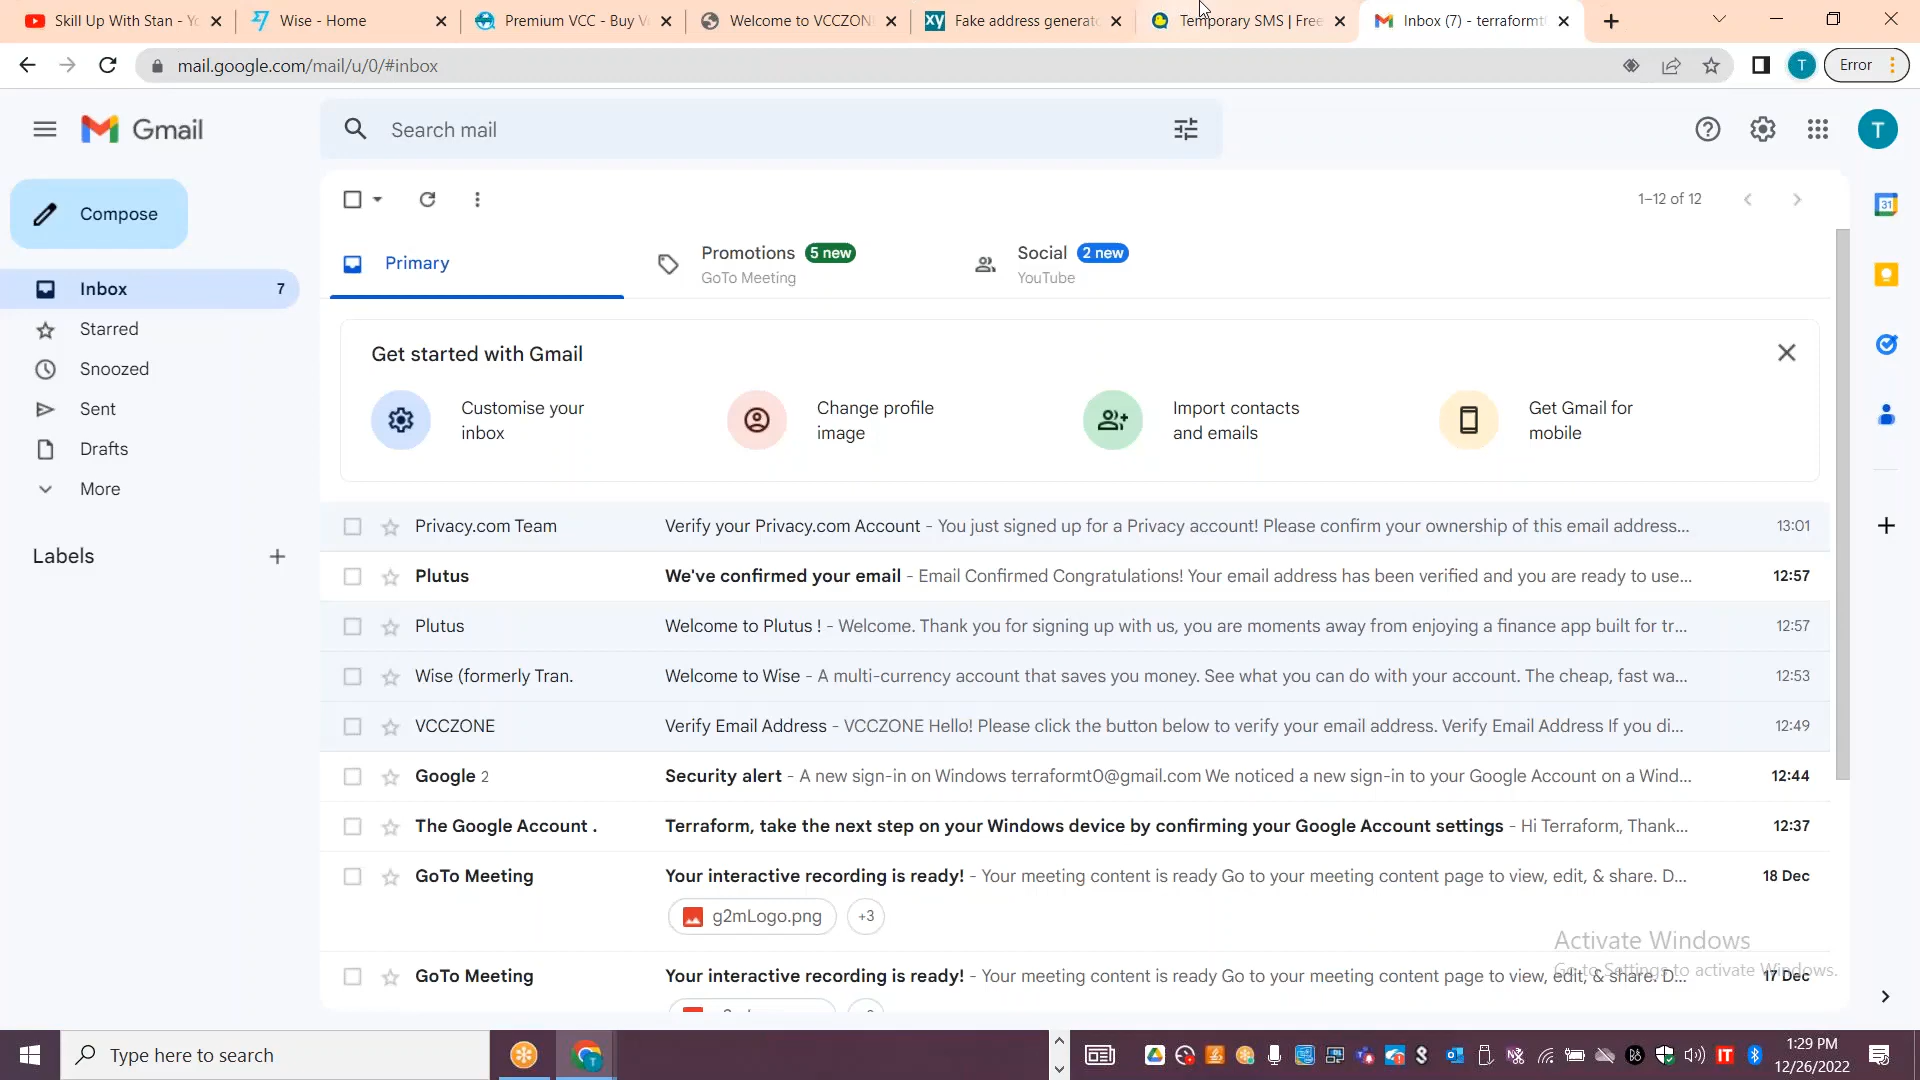 Skill Up With Stan - Yo
Wise - Home
Premium VCC - Buy V
Welcome to VCCZON
Fake address generato
Temporary SMS | Free
Inbox (7) - terraformt
mail.google.com/mail/u/0/#inbox
T
Error
Gmail
Search mail
T
Compose
1–12 of 12
31
Primary
Promotions 5 new
GoTo Meeting
Social 2 new
YouTube
Inbox 7
Starred
Snoozed
Sent
Drafts
More
Labels
Get started with Gmail
Customise your
inbox
Change profile
image
Import contacts
and emails
Get Gmail for
mobile
Privacy.com Team Verify your Privacy.com Account - You just signed up for a Privacy account! Please confirm your ownership of this email address... 13:01
Plutus We've confirmed your email - Email Confirmed Congratulations! Your email address has been verified and you are ready to use... 12:57
Plutus Welcome to Plutus ! - Welcome. Thank you for signing up with us, you are moments away from enjoying a finance app built for tr... 12:57
Wise (formerly Tran. Welcome to Wise - A multi-currency account that saves you money. See what you can do with your account. The cheap, fast wa... 12:53
VCCZONE Verify Email Address - VCCZONE Hello! Please click the button below to verify your email address. Verify Email Address If you di... 12:49
Google 2 Security alert - A new sign-in on Windows terraformt0@gmail.com We noticed a new sign-in to your Google Account on a Wind... 12:44
The Google Account . Terraform, take the next step on your Windows device by confirming your Google Account settings - Hi Terraform, Thank... 12:37
GoTo Meeting Your interactive recording is ready! - Your meeting content is ready Go to your meeting content page to view, edit, & share. D... 18 Dec
g2mLogo.png +3
Activate Windows
Go to Settings to activate Windows.
GoTo Meeting Your interactive recording is ready! - Your meeting content is ready Go to your meeting content page to view, edit, & share. D... 17 Dec
Type here to search
1:29 PM
12/26/2022